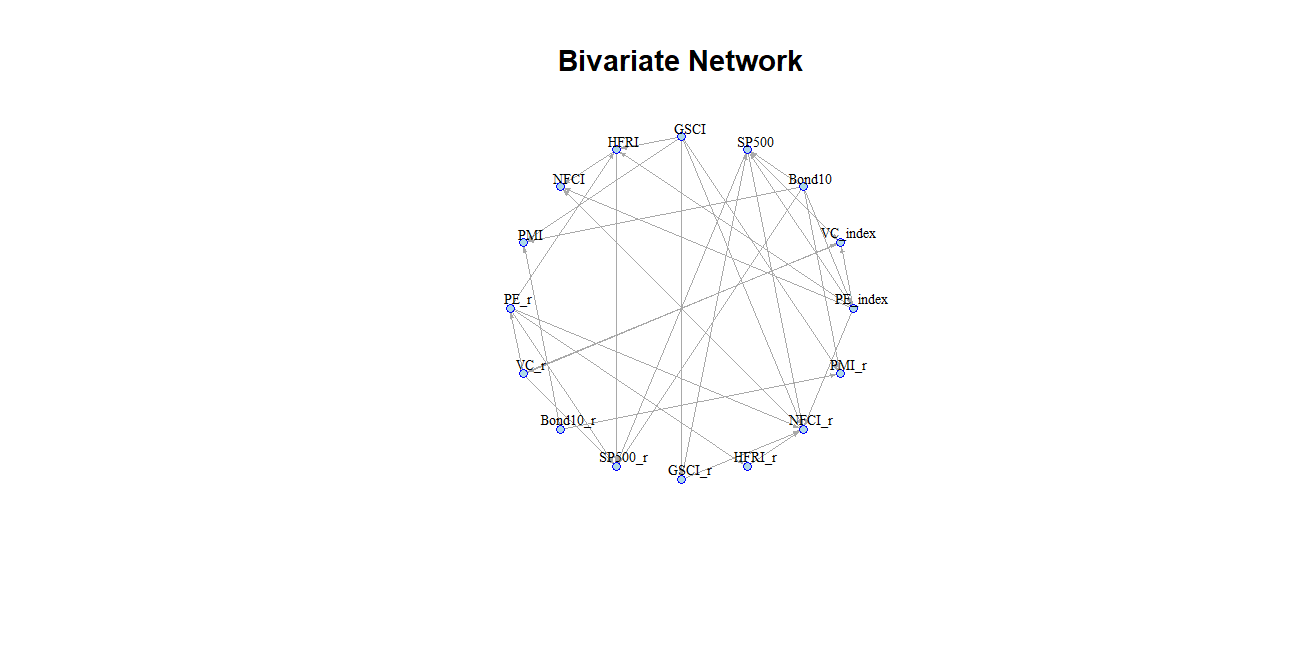 Bivariate Network
GSCI
HFRI
SP500
NFCI
Bond10
PMI
VC_index
PE_r
PE_index
VC_r
PMI_r
Bond10_r
NFCI_r
SP500_r
HFRI_r
GSCI_r